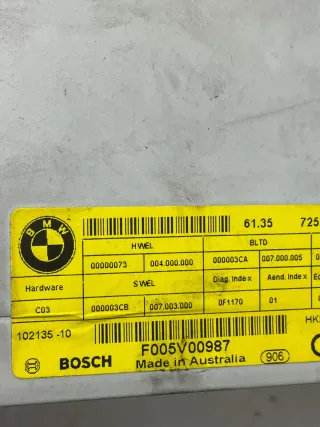 BMW
61.35 725
HWEL BLTD
00000073 004.000.000 000003CA 007.000.005
Hardware SWEL Diag. Index Aend. Index
C03 000003CB 007.003.000 0F1170 01
102135 -10 HK
BOSCH F005V00987
Made in Australia 906